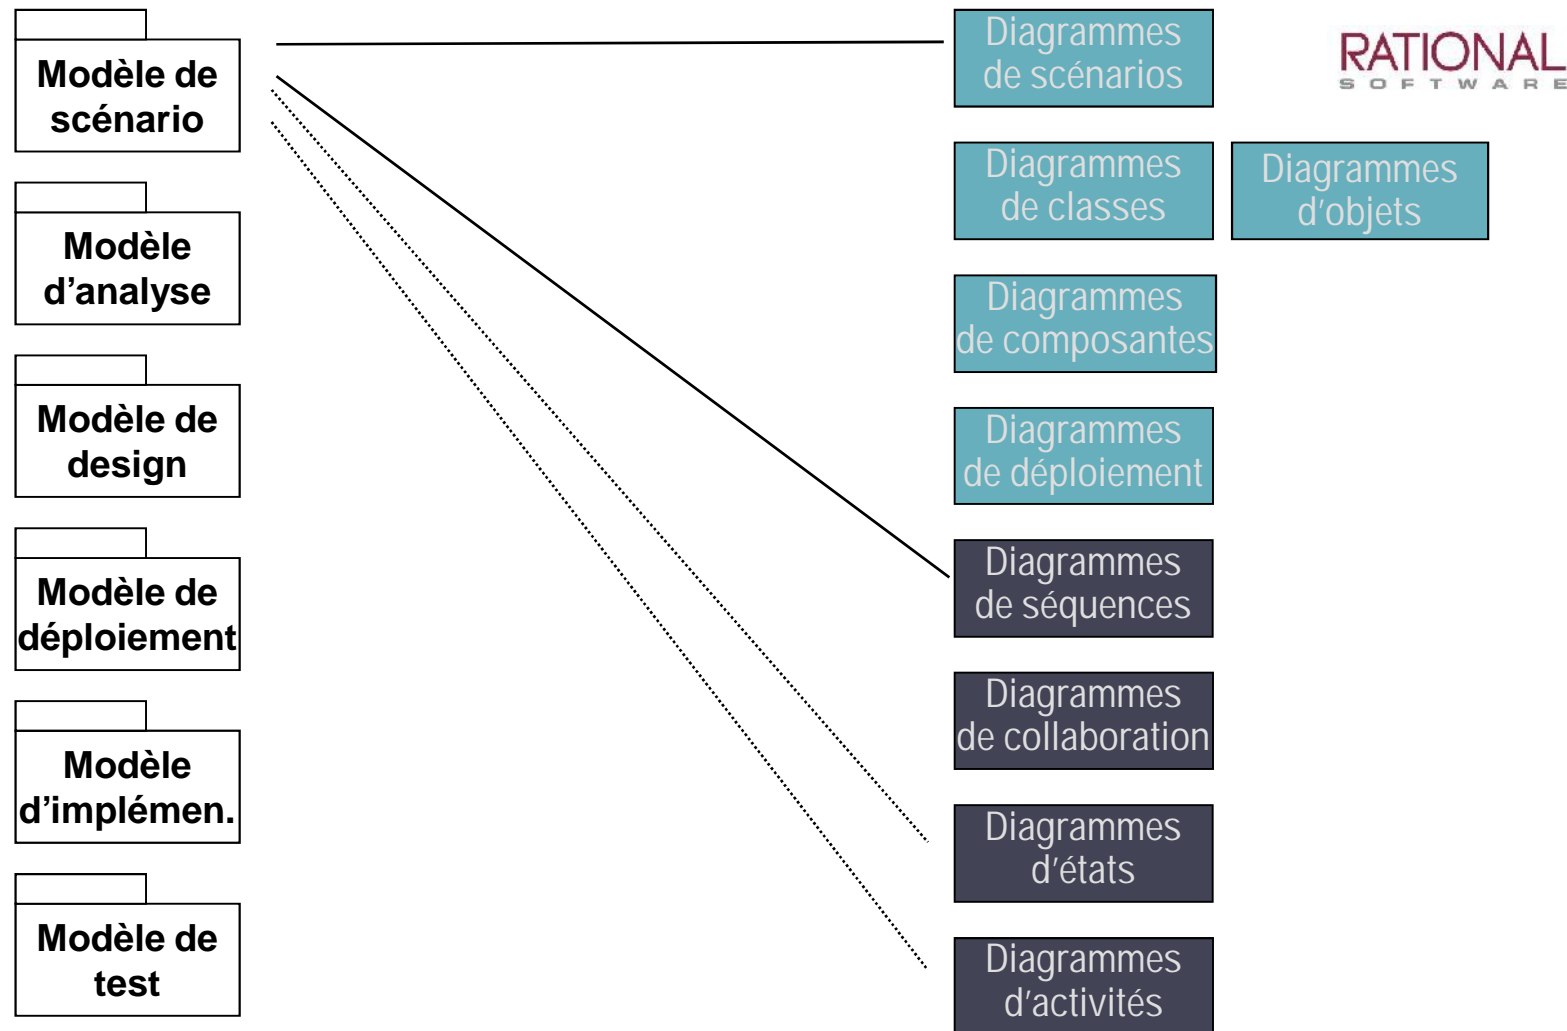 Modèle de
scénario
Modèle
d'analyse
Modèle de
design
Modèle de
déploiement
Modèle
d'implémen.
Modèle de
test
Diagrammes
de scénarios
Diagrammes
de classes
Diagrammes
d'objets
Diagrammes
de composantes
Diagrammes
de déploiement
Diagrammes
de séquences
Diagrammes
de collaboration
Diagrammes
d'états
Diagrammes
d'activités
RATIONAL
SOFTWARE